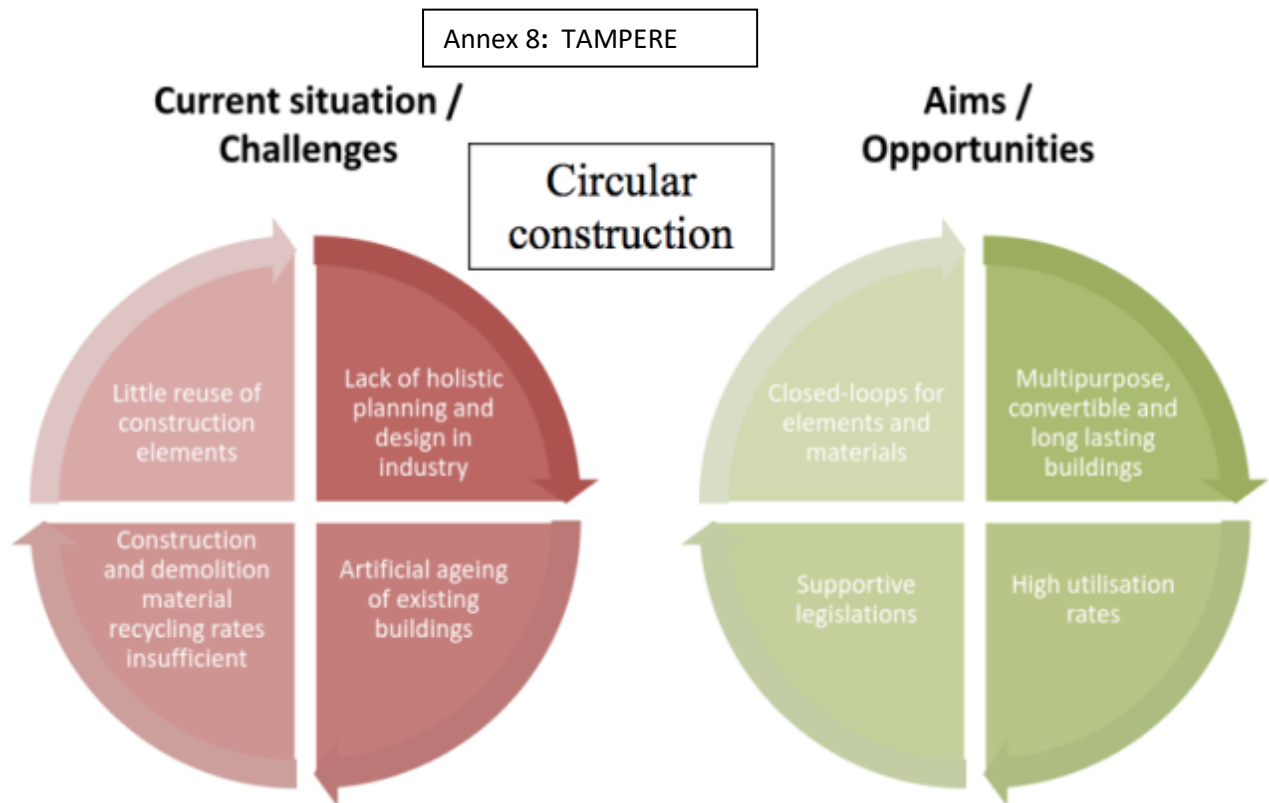 Annex 8: TAMPERE
Current situation /
Challenges
Circular
construction
Aims /
Opportunities
Little reuse of
construction
elements
Lack of holistic
planning and
design in
industry
Construction
and demolition
material
recycling rates
insufficient
Artificial ageing
of existing
buildings
Closed-loops for
elements and
materials
Multipurpose,
convertible and
long lasting
buildings
Supportive
legislations
High utilisation
rates